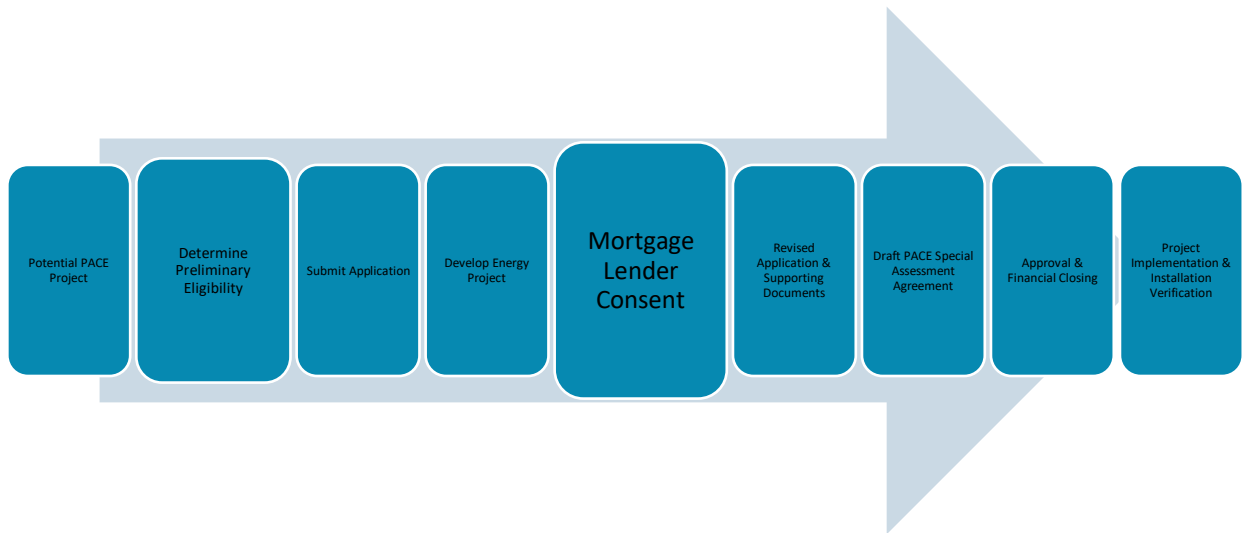 Potential PACE
Project
Determine
Preliminary
Eligibility
Submit Application
Develop Energy
Project
Mortgage
Lender
Consent
Revised
Application &
Supporting
Documents
Draft PACE Special
Assessment
Agreement
Approval &
Financial Closing
Project
Implementation &
Installation
Verification